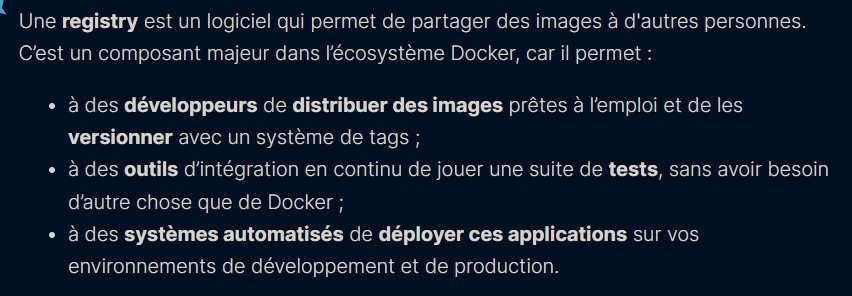 Une registry est un logiciel qui permet de partager des images à d'autres personnes.
C’est un composant majeur dans l’écosystème Docker, car il permet :
• à des développeurs de distribuer des images prêtes à l’emploi et de les
versionner avec un système de tags ;
• à des outils d’intégration en continu de jouer une suite de tests, sans avoir besoin
d’autre chose que de Docker ;
• à des systèmes automatisés de déployer ces applications sur vos
environnements de développement et de production.